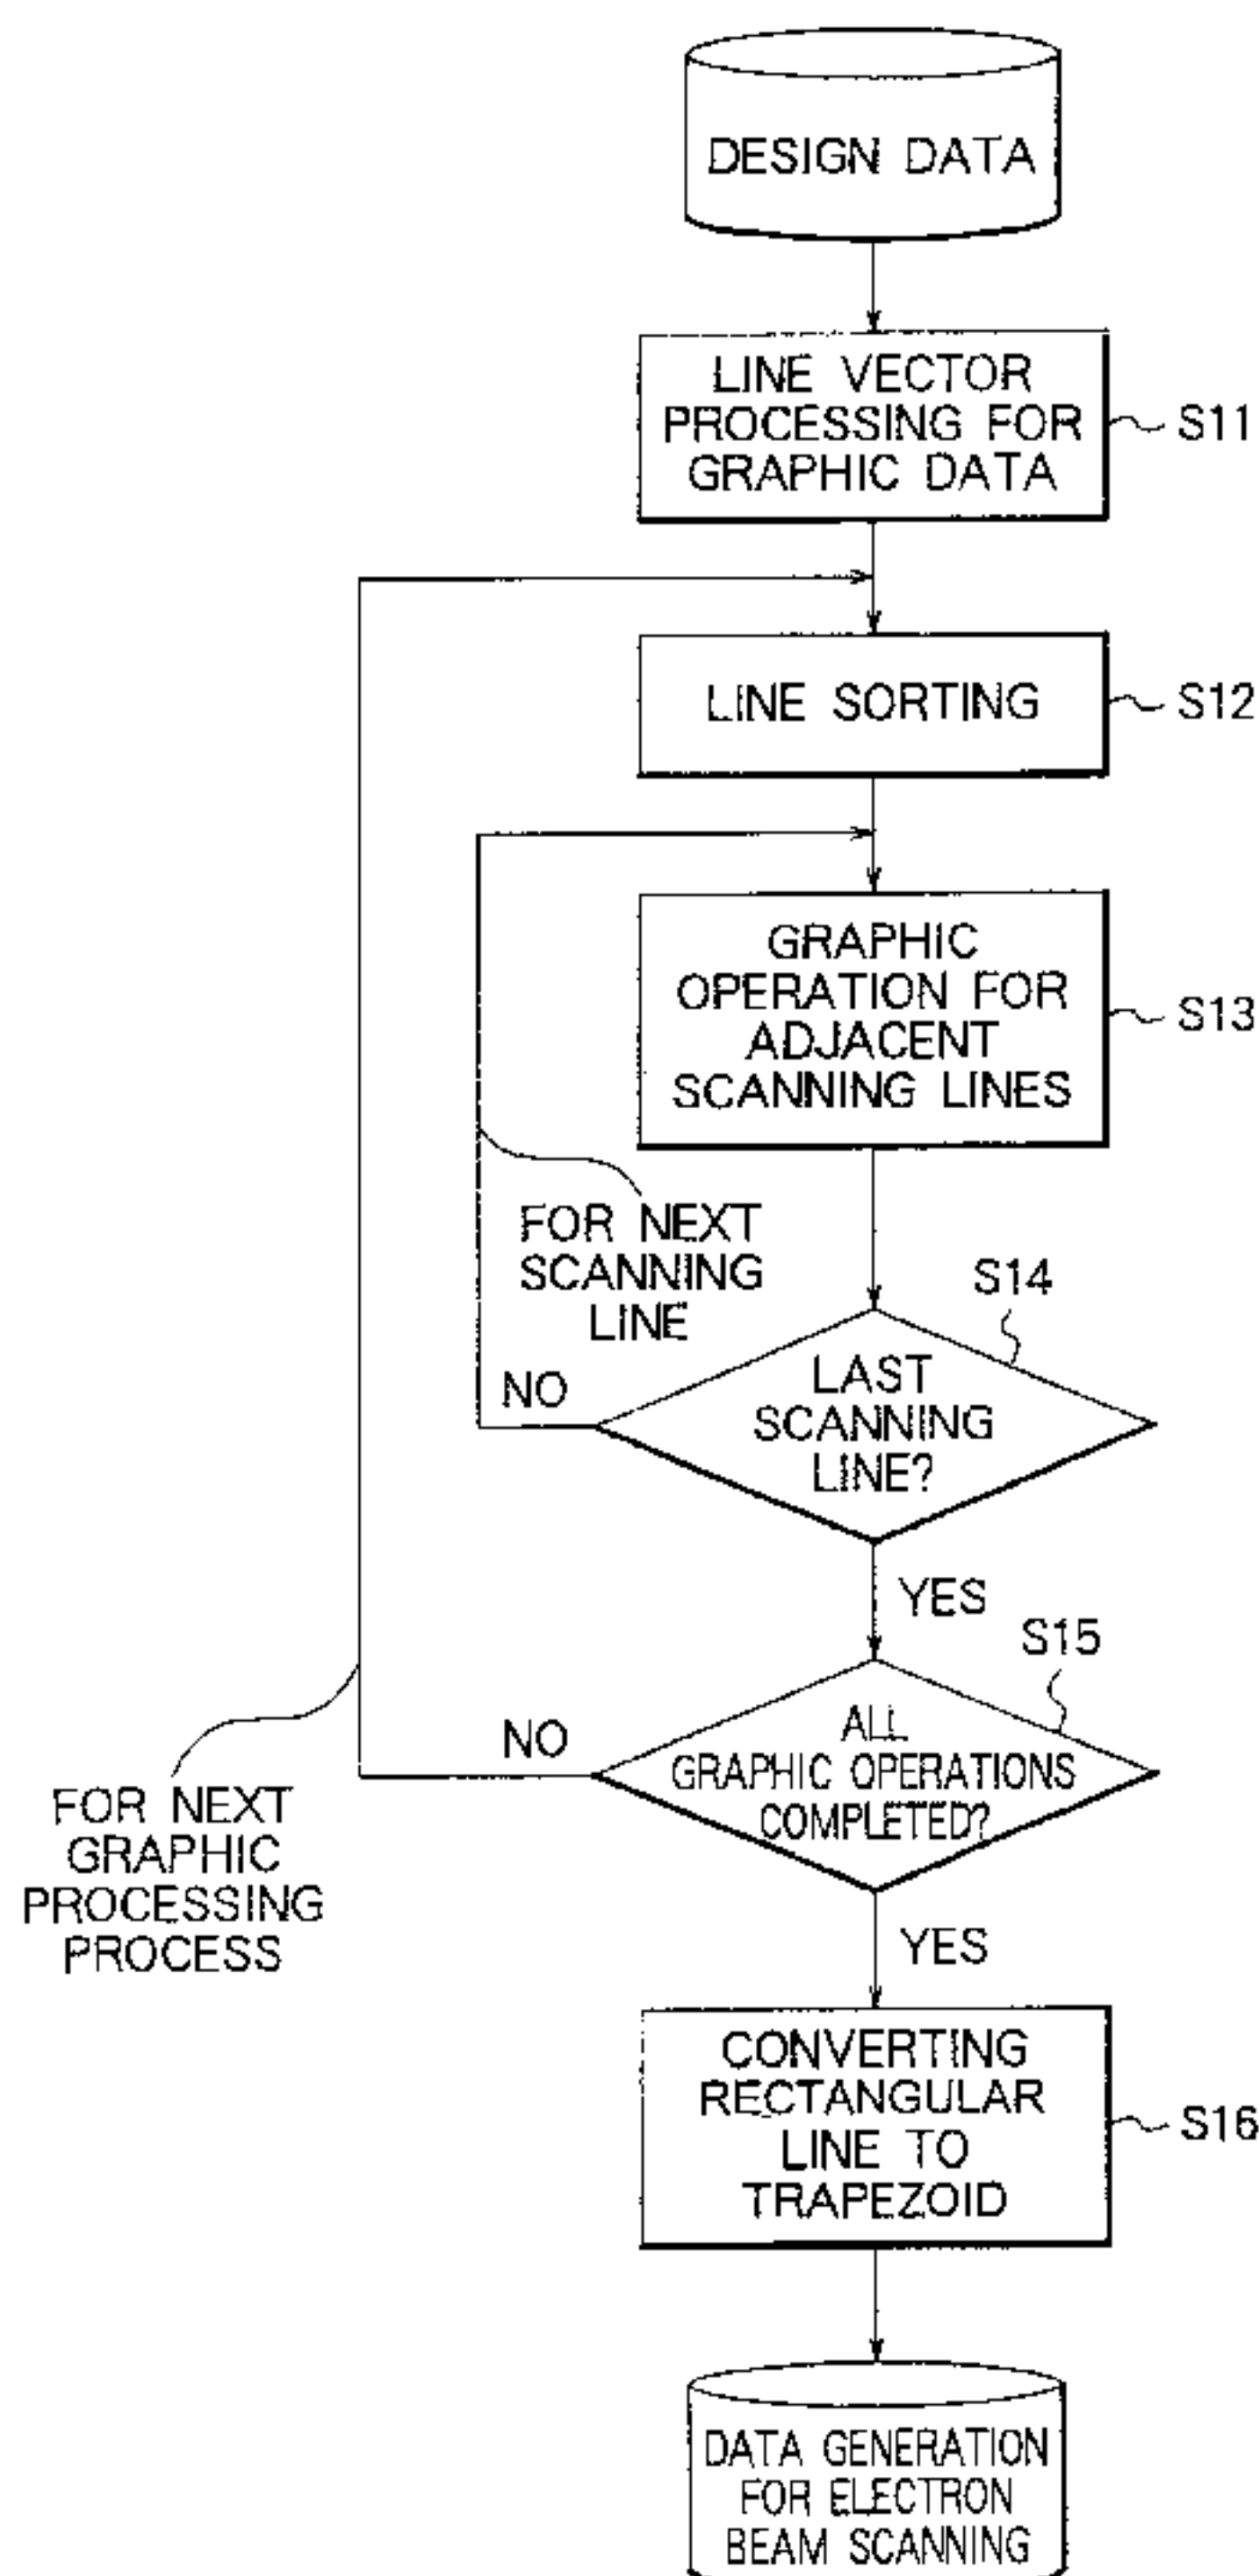 DESIGN DATA
LINE VECTOR
PROCESSING FOR
GRAPHIC DATA
S11
LINE SORTING
S12
GRAPHIC
OPERATION FOR
ADJACENT
SCANNING LINES
S13
FOR NEXT
SCANNING
LINE
S14
NO
LAST
SCANNING
LINE?
YES
S15
NO
ALL
GRAPHIC OPERATIONS
COMPLETED?
FOR NEXT
GRAPHIC
PROCESSING
PROCESS
YES
CONVERTING
RECTANGULAR
LINE TO
TRAPEZOID
S16
DATA GENERATION
FOR ELECTRON
BEAM SCANNING